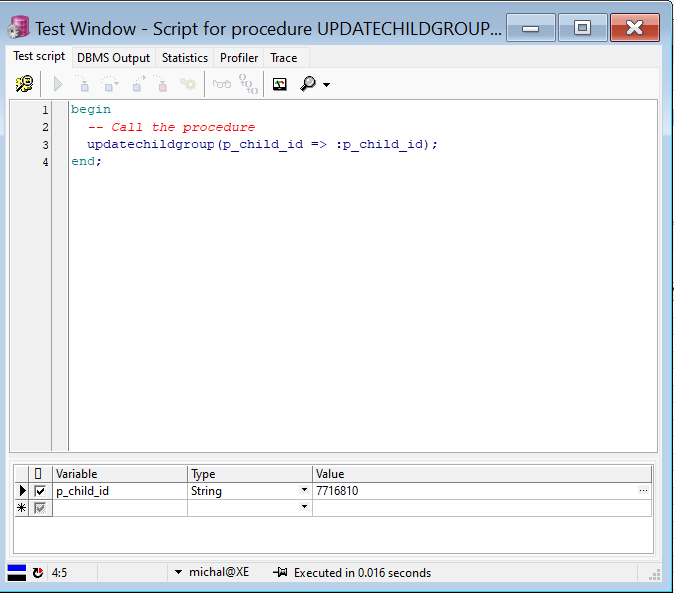 Test Window - Script for procedure UPDATECHILDGROUP...
Test script DBMS Output Statistics Profiler Trace
1 begin
2 -- Call the procedure
3 updatechildgroup(p_child_id => :p_child_id);
4 end;
Variable Type Value
p_child_id String 7716810 ...
4:5 michal@XE Executed in 0.016 seconds